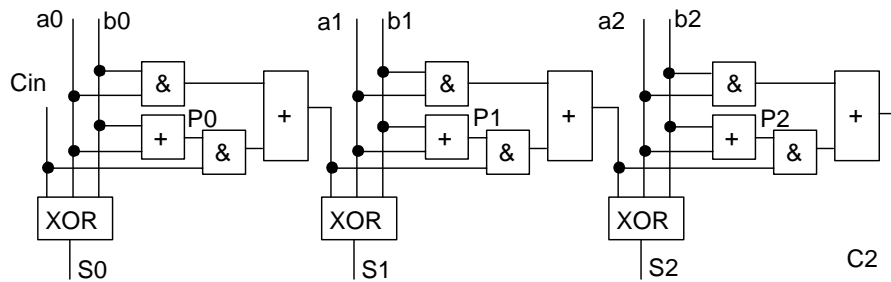 a0 b0 a1 b1 a2 b2
& & &
Cin
+ + +
P0 P1 P2
+ + +
& & &
XOR XOR XOR
C2
S0 S1 S2